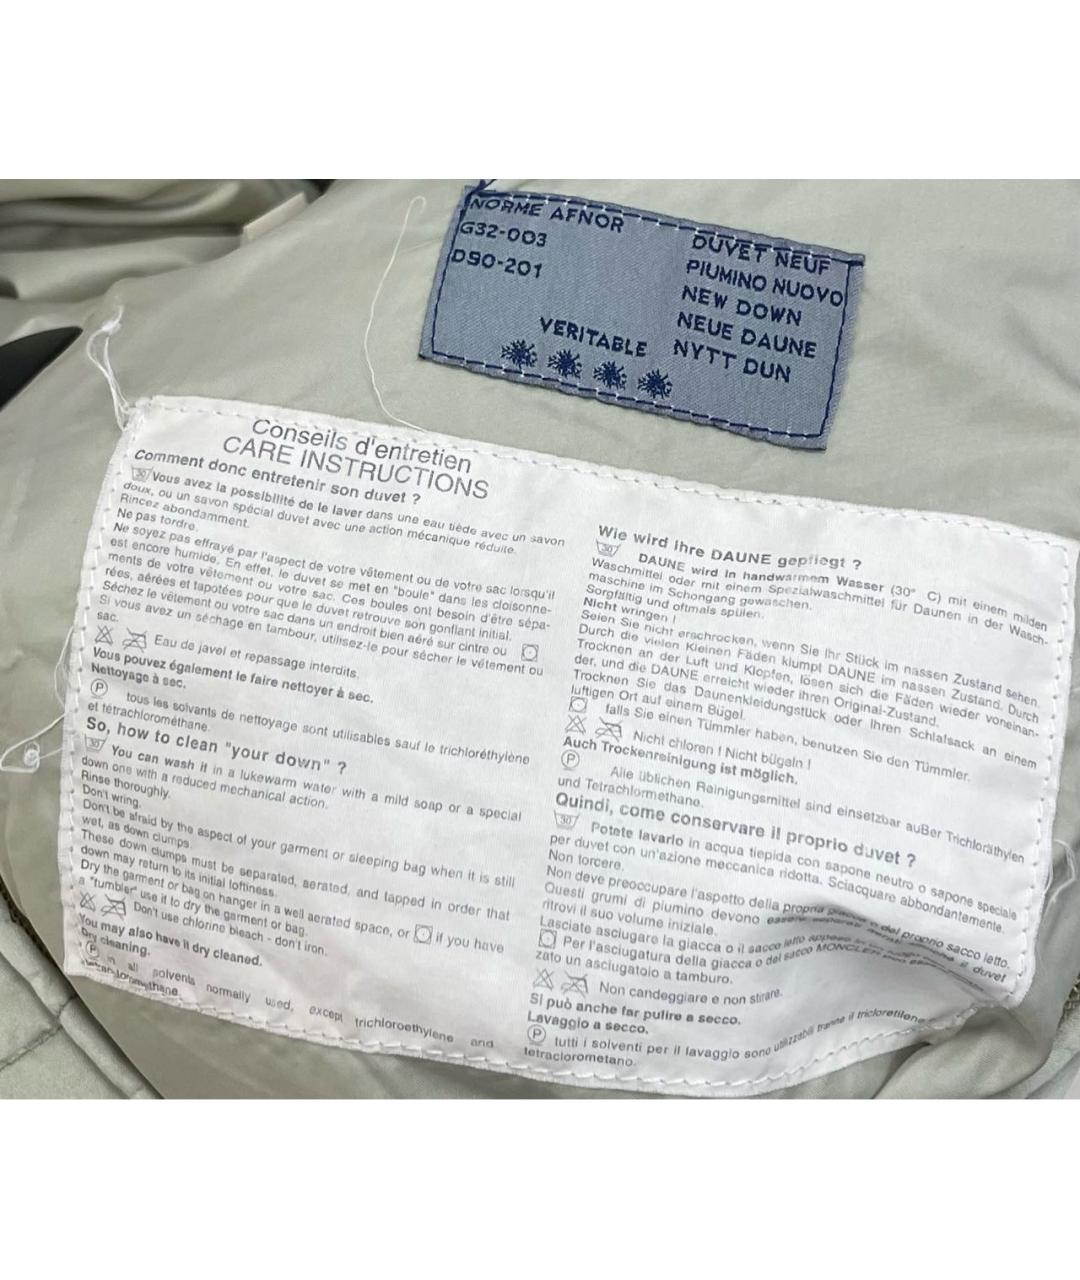 NORME AFNOR
G32-003
D90-201
VERITABLE
DUVET NEUF
PIUMINO NUOVO
NEW DOWN
NEUE DAUNE
NYTT DUN
Conseils d'entretien
CARE INSTRUCTIONS
Comment donc entretenir son duvet ?
30 Vous avez la possibilité de le laver dans une eau tiède avec un savon
doux, ou un savon spécial duvet avec une action mécanique réduite.
Rincez abondamment.
Ne pas tordre.
Ne soyez pas effrayé par l'aspect de votre vêtement ou de votre sac lorsqu'il
est encore humide. En effet, le duvet se met en "boule" dans les cloisonne-
ments de votre vêtement ou votre sac. Ces boules ont besoin d'être sépa-
rées, aérées et tapotées pour que le duvet retrouve son gonflant initial.
Séchez le vêtement ou votre sac dans un endroit bien aéré sur cintre ou
Si vous avez un séchage en tambour, utilisez-le pour sécher le vêtement ou
sac.
Eau de javel et repassage interdits.
Vous pouvez également le faire nettoyer à sec.
Nettoyage à sec.
P tous les solvants de nettoyage sont utilisables sauf le trichloréthylène
et tétrachlorométhane.
So, how to clean "your down" ?
30 You can wash it in a lukewarm water with a mild soap or a special
down one with a reduced mechanical action.
Rinse thoroughly.
Don't wring.
Don't be afraid by the aspect of your garment or sleeping bag when it is still
wet, as down clumps.
These down clumps must be separated, aerated, and tapped in order that
down may return to its initial loftiness.
Dry the garment or bag on hanger in a well aerated space, or if you have
a "tumbler" use it to dry the garment or bag.
Don't use chlorine bleach - don't iron.
You may also have it dry cleaned.
Dry cleaning.
P in all solvents normally used, except trichloroethylene and
Wie wird Ihre DAUNE gepflegt ?
30 DAUNE wird in handwarmem Wasser (30° C) mit einem milden
Waschmittel oder mit einem Spezialwaschmittel für Daunen in der Wasch-
maschine im Schongang gewaschen.
Sorgfältig und oftmals spülen.
Nicht wringen !
Seien Sie nicht erschrocken, wenn Sie Ihr Stück im nassen Zustand sehen.
Durch die vielen Kleinen Fäden klumpt DAUNE im nassen Zustand. Durch
Trocknen an der Luft und Klopfen, lösen sich die Fäden wieder voneinan-
der, und die DAUNE erreicht wieder ihren Original-Zustand.
Trocknen Sie das Daunenkleidungstück oder Ihren Schlafsack an einem
luftigen Ort auf einem Bügel.
falls Sie einen Tümmler haben, benutzen Sie den Tümmler.
Nicht chloren ! Nicht bügeln !
Auch Trockenreinigung ist möglich.
P Alle üblichen Reinigungsmittel sind einsetzbar außer Trichloräthylen
und Tetrachlormethane.
Quindi, come conservare il proprio duvet ?
30 Potete lavarlo in acqua tiepida con sapone neutro o sapone speciale
per duvet con un'azione meccanica ridotta. Sciacquare abbondantemente.
Non torcere.
Non deve preoccupare l'aspetto della propria giacca o del proprio sacco letto.
Questi grumi di piumino devono essere separati il duvet
ritrovi il suo volume iniziale.
Lasciate asciugare la giacca o il sacco letto appeso in un
Per l'asciugatura della giacca o del sacco MONCLER
zato un asciugatoio a tamburo.
Non candeggiare e non stirare.
Si può anche far pulire a secco.
Lavaggio a secco.
P tutti i solventi per il lavaggio sono utilizzabili tranne il tricloretilene
tetraclorometano.